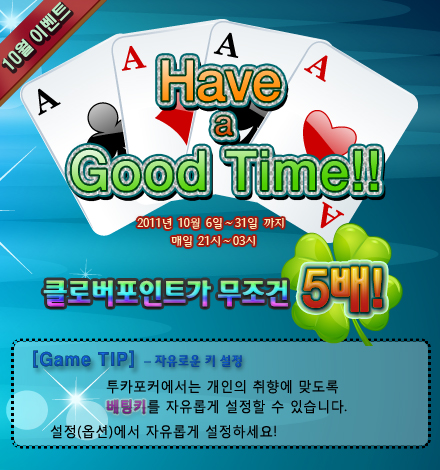 10월 이벤트
A
A
A
A
Have
a
Good Time!!
A
2011년 10월 6일~31일 까지
매일 21시~03시
클로버포인트가 무조건 5배!
[Game TIP] - 자유로운 키 설정
투카포커에서는 개인의 취향에 맞도록
배팅키를 자유롭게 설정할 수 있습니다.
설정(옵션)에서 자유롭게 설정하세요!